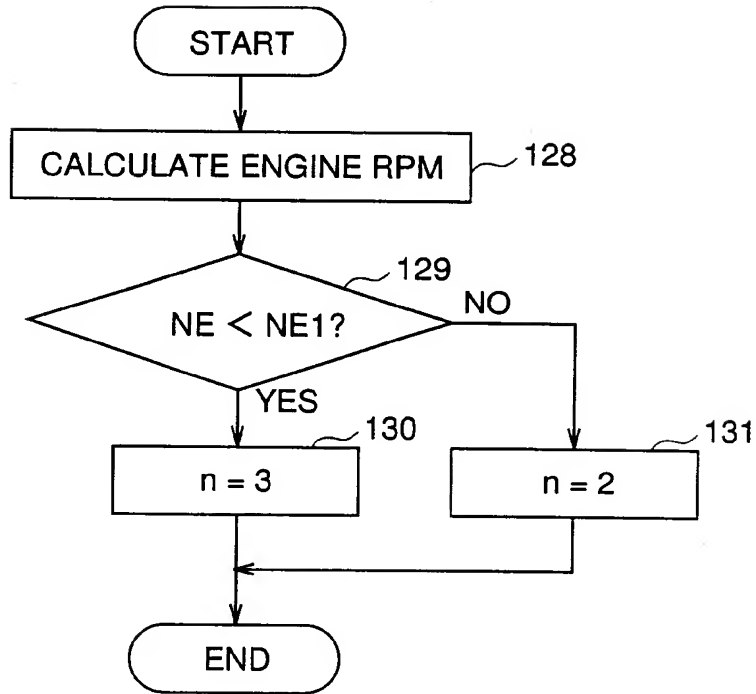 START
CALCULATE ENGINE RPM
128
129
NE < NE1?
NO
YES
130
131
n = 3
n = 2
END